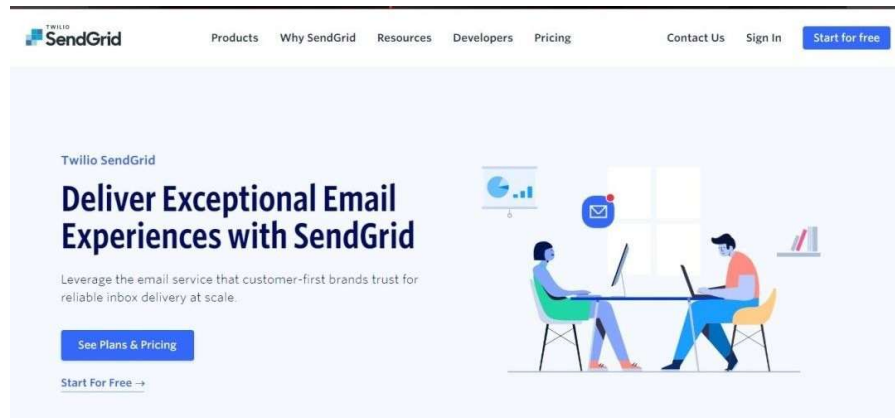 TWILIO
SendGrid
Products Why SendGrid Resources Developers Pricing Contact Us Sign In Start for free
Twilio SendGrid
Deliver Exceptional Email
Experiences with SendGrid
Leverage the email service that customer-first brands trust for
reliable inbox delivery at scale.
See Plans & Pricing
Start For Free →